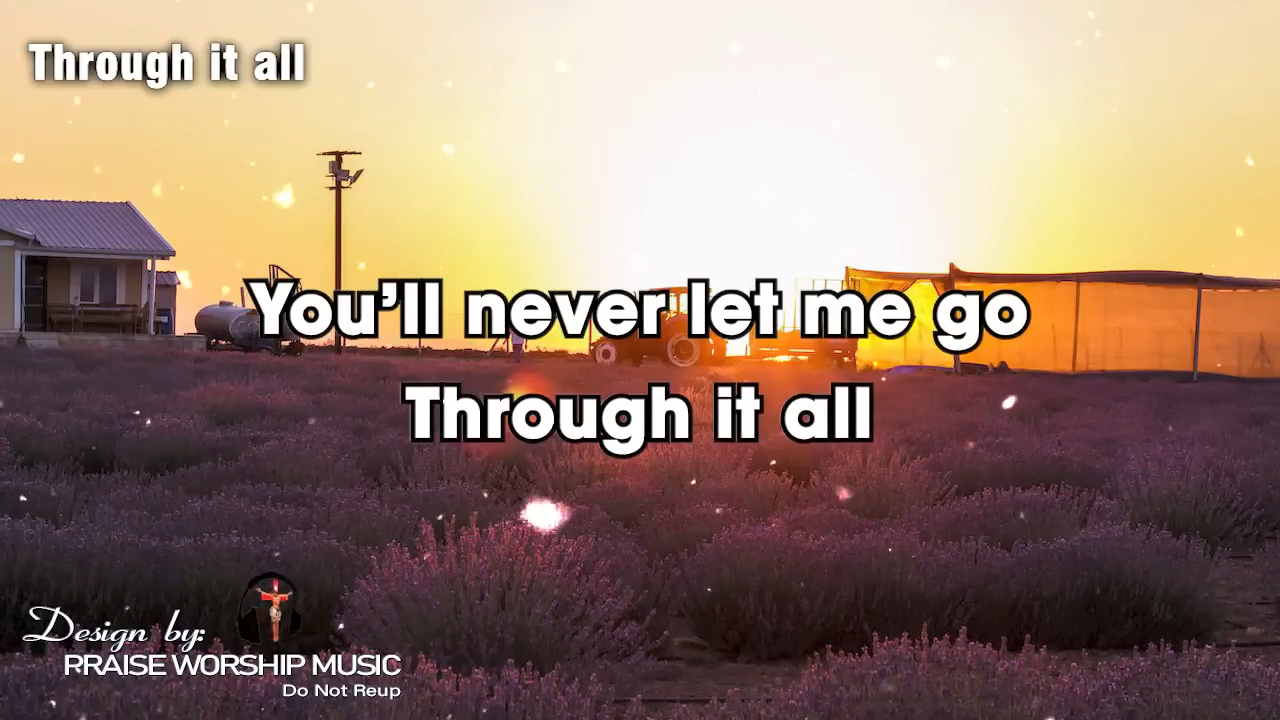 Through it all
You'll never let me go
Through it all
Design by:
PRAISE WORSHIP MUSIC
Do Not Reup